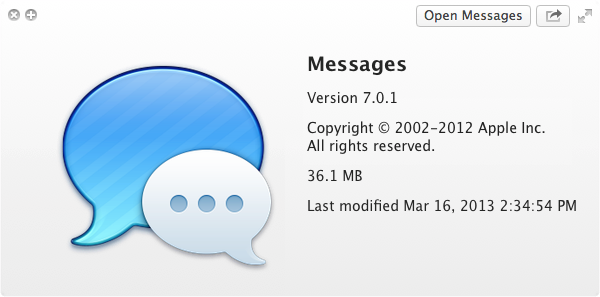 Open Messages
Messages
Version 7.0.1
Copyright © 2002–2012 Apple Inc.
All rights reserved.
36.1 MB
Last modified Mar 16, 2013 2:34:54 PM